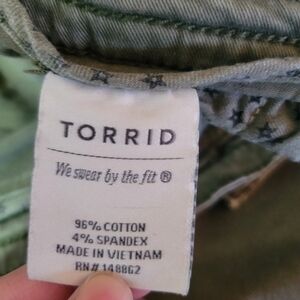 TORRID
We swear by the fit ®
96% COTTON
4% SPANDEX
MADE IN VIETNAM
RN# 148862